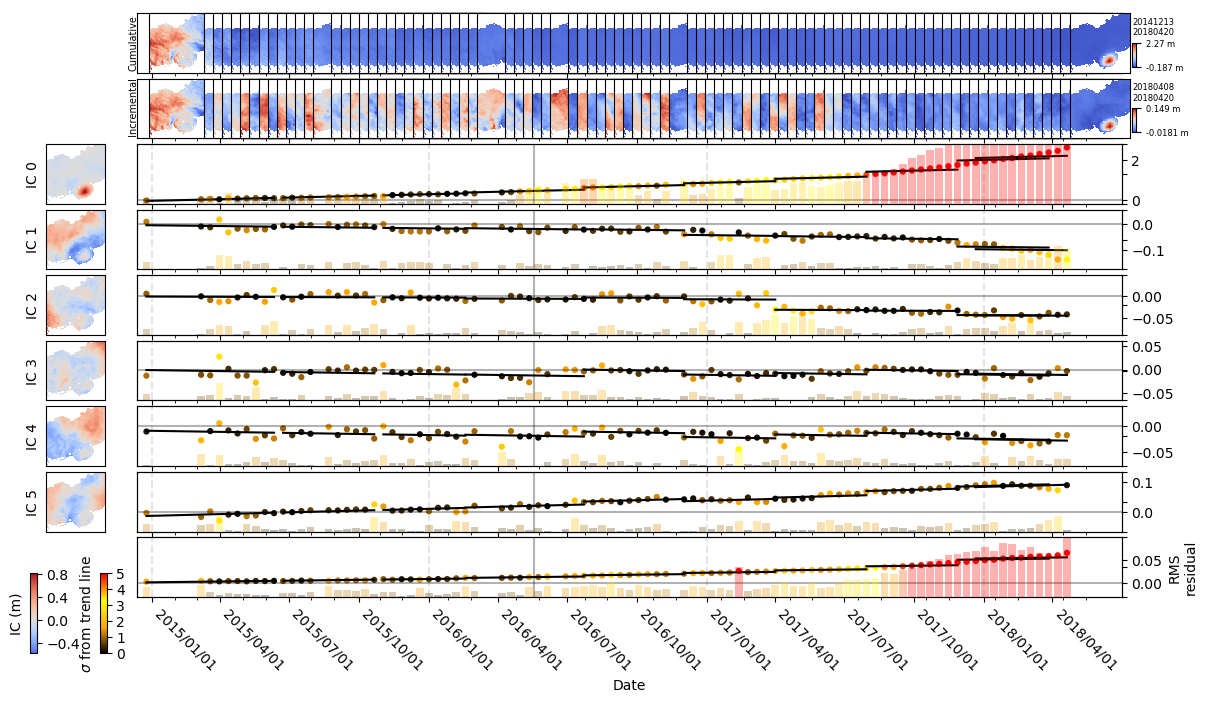 Cumulative
20141213
20180420
2.27 m
-0.187 m
Incremental
20180408
20180420
0.149 m
-0.0181 m
IC 0
2
0
IC 1
0.0
−0.1
IC 2
0.00
−0.05
IC 3
0.05
0.00
−0.05
IC 4
0.00
−0.05
IC 5
0.1
0.0
0.05
0.00
RMS
residual
IC (m)
0.8
0.4
0.0
−0.4
σ from trend line
5
4
3
2
1
0
2015/01/01
2015/04/01
2015/07/01
2015/10/01
2016/01/01
2016/04/01
2016/07/01
2016/10/01
2017/01/01
2017/04/01
2017/07/01
2017/10/01
2018/01/01
2018/04/01
Date